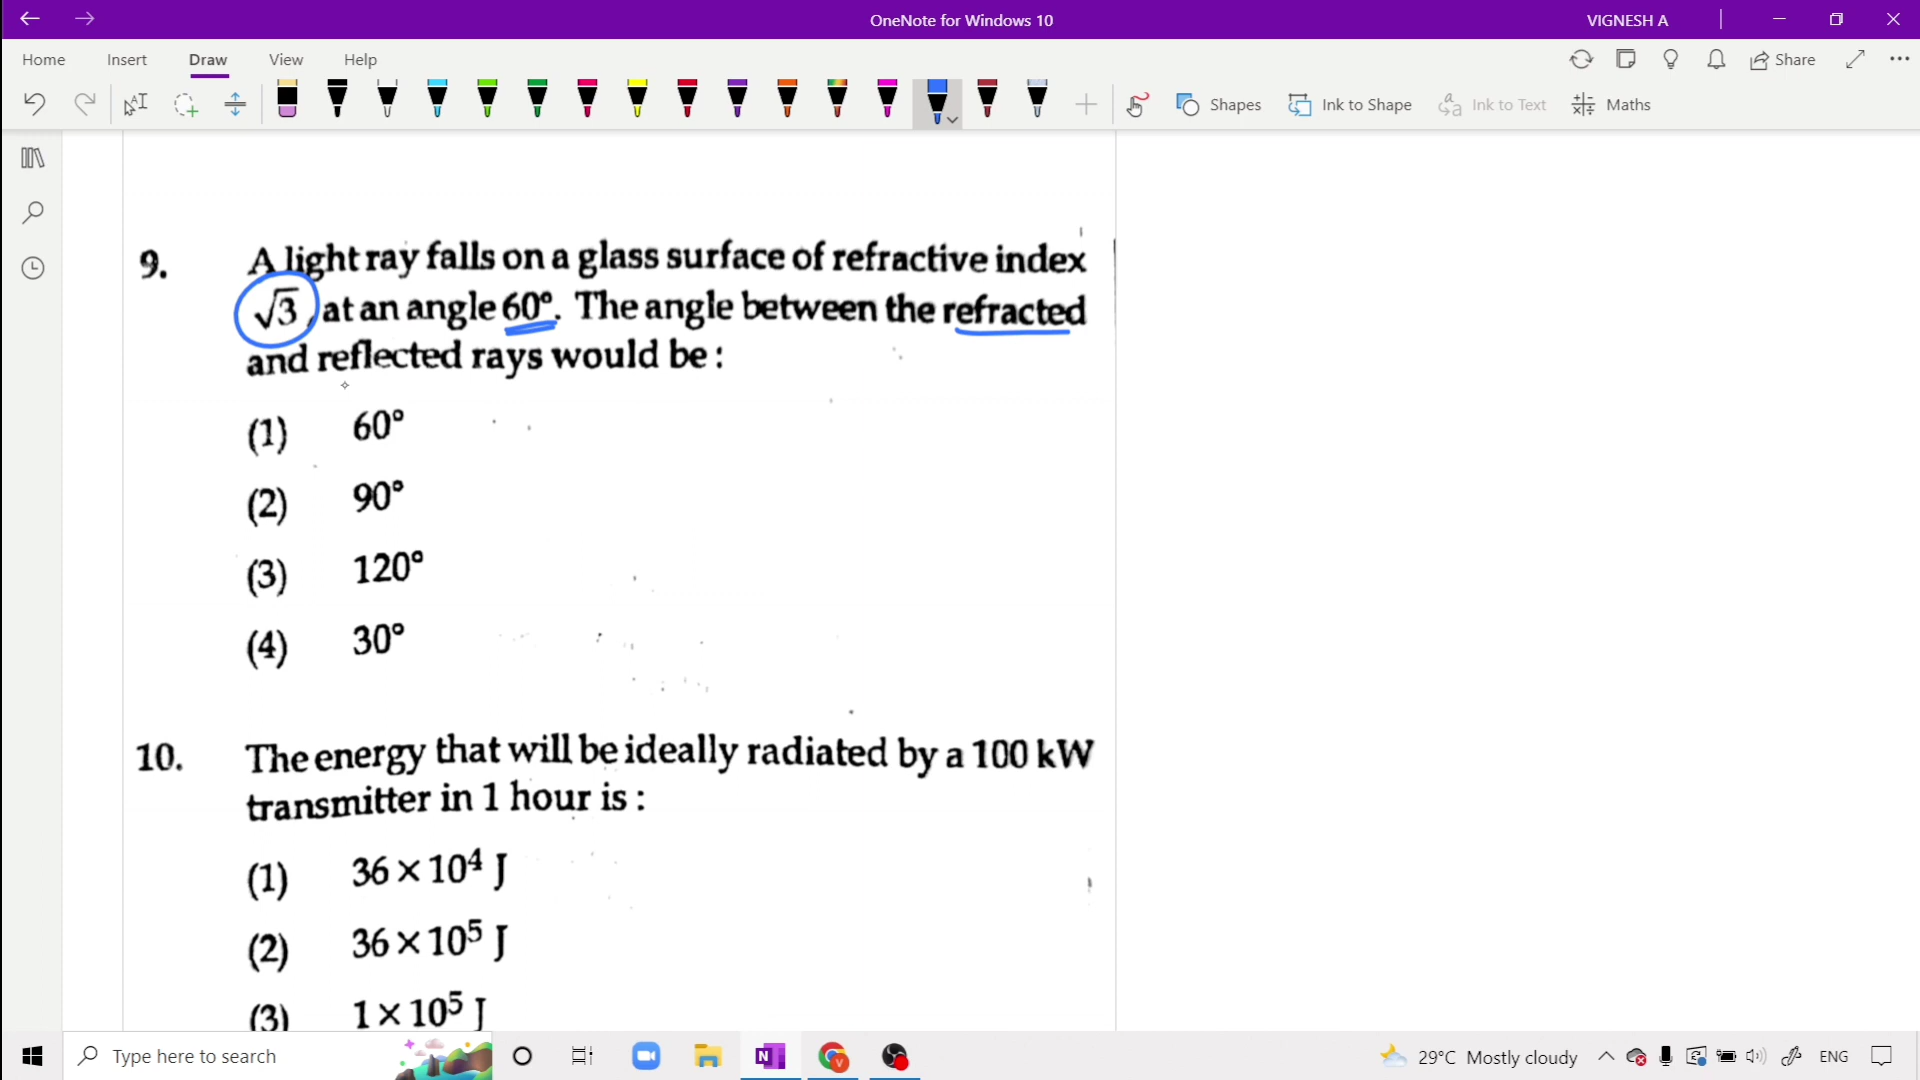 OneNote for Windows 10
VIGNESH A
Home Insert Draw View Help
Share
Shapes Ink to Shape Ink to Text Maths
9. A light ray falls on a glass surface of refractive index
√3, at an angle 60°. The angle between the refracted
and reflected rays would be :
(1) 60°
(2) 90°
(3) 120°
(4) 30°
10. The energy that will be ideally radiated by a 100 kW
transmitter in 1 hour is :
(1) 36 × 10⁴ J
(2) 36 × 10⁵ J
(3) 1 × 10⁵ J
Type here to search
29°C Mostly cloudy
ENG